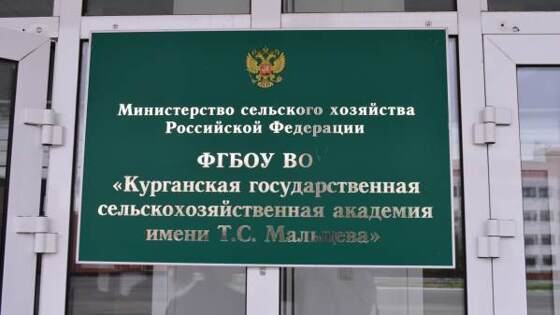 Министерство сельского хозяйства
Российской Федерации
ФГБОУ ВО
«Курганская государственная
сельскохозяйственная академия
имени Т.С. Мальцева»